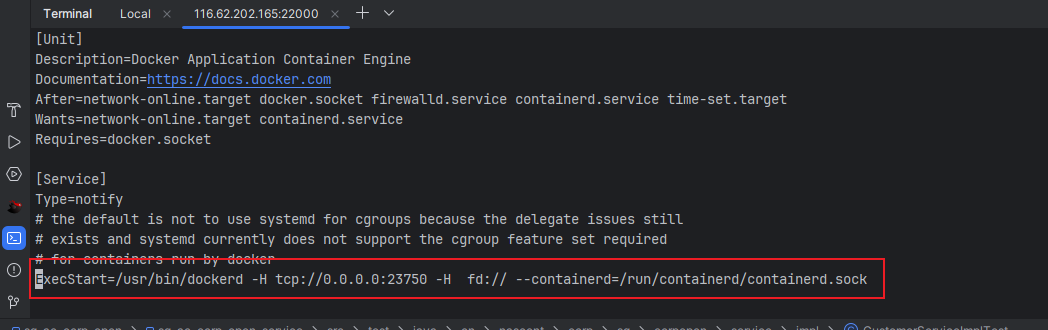 Terminal Local × 116.62.202.165:22000 ×
[Unit]
Description=Docker Application Container Engine
Documentation=https://docs.docker.com
After=network-online.target docker.socket firewalld.service containerd.service time-set.target
Wants=network-online.target containerd.service
Requires=docker.socket
[Service]
Type=notify
# the default is not to use systemd for cgroups because the delegate issues still
# exists and systemd currently does not support the cgroup feature set required
# for containers run by docker
ExecStart=/usr/bin/dockerd -H tcp://0.0.0.0:23750 -H  fd:// --containerd=/run/containerd/containerd.sock